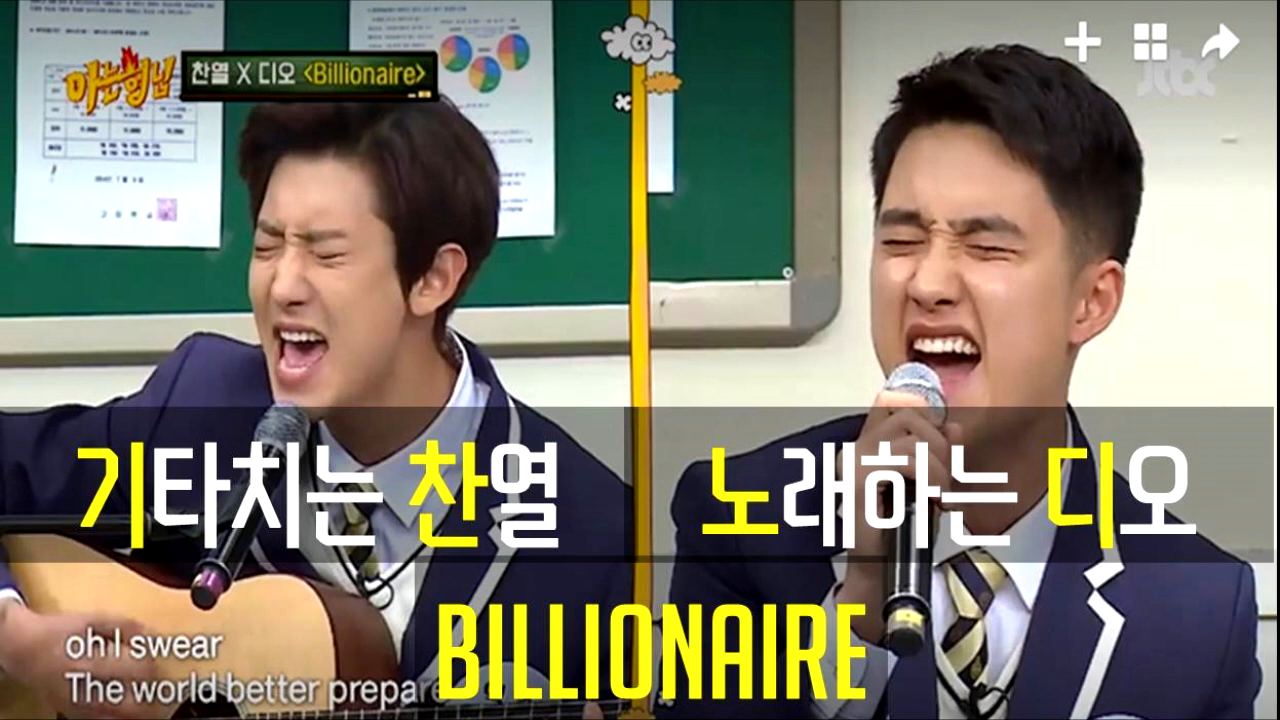 아는형님
찬열 X 디오 <Billionaire>
jtbc
기타치는 찬열
노래하는 디오
oh I swear
The world better prepare
BILLIONAIRE